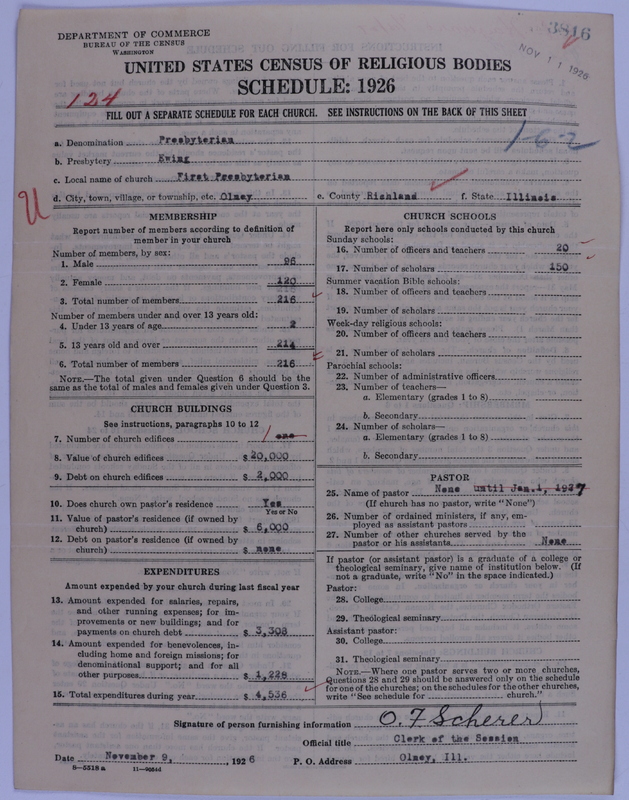 DEPARTMENT OF COMMERCE
BUREAU OF THE CENSUS
WASHINGTON
3816
NOV 11 1926
UNITED STATES CENSUS OF RELIGIOUS BODIES
SCHEDULE: 1926
124
FILL OUT A SEPARATE SCHEDULE FOR EACH CHURCH. SEE INSTRUCTIONS ON THE BACK OF THIS SHEET
1-6-2
a. Denomination Presbyterian
b. Presbytery Ewing
c. Local name of church First Presbyterian
d. City, town, village, or township, etc. Olney e. County Richland f. State Illinois
MEMBERSHIP
Report number of members according to definition of
member in your church
Number of members, by sex:
1. Male 96
2. Female 120
3. Total number of members 216
Number of members under and over 13 years old:
4. Under 13 years of age 2
5. 13 years old and over 214
6. Total number of members 216
NOTE.—The total given under Question 6 should be the
same as the total of males and females given under Question 3.
CHURCH BUILDINGS
See instructions, paragraphs 10 to 12
7. Number of church edifices 1 one
8. Value of church edifices $ 20,000
9. Debt on church edifices $ 2,000
10. Does church own pastor's residence Yes
Yes or No
11. Value of pastor's residence (if owned by
church) $ 6,000
12. Debt on pastor's residence (if owned by
church) $ none
EXPENDITURES
Amount expended by your church during last fiscal year
13. Amount expended for salaries, repairs,
and other running expenses; for im-
provements or new buildings; and for
payments on church debt $ 3,308
14. Amount expended for benevolences, in-
cluding home and foreign missions; for
denominational support; and for all
other purposes $ 1,228
15. Total expenditures during year $ 4,536
CHURCH SCHOOLS
Report here only schools conducted by this church
Sunday schools:
16. Number of officers and teachers 20
17. Number of scholars 150
Summer vacation Bible schools:
18. Number of officers and teachers
19. Number of scholars
Week-day religious schools:
20. Number of officers and teachers
21. Number of scholars
Parochial schools:
22. Number of administrative officers
23. Number of teachers—
a. Elementary (grades 1 to 8)
b. Secondary
24. Number of scholars—
a. Elementary (grades 1 to 8)
b. Secondary
PASTOR
25. Name of pastor None until Jan. 1, 1927
(If church has no pastor, write "None")
26. Number of ordained ministers, if any, em-
ployed as assistant pastors
27. Number of other churches served by the
pastor or his assistants None
If pastor (or assistant pastor) is a graduate of a college or
theological seminary, give name of institution below. (If
not a graduate, write "No" in the space indicated.)
Pastor:
28. College
29. Theological seminary
Assistant pastor:
30. College
31. Theological seminary
NOTE.—Where one pastor serves two or more churches,
Questions 28 and 29 should be answered only on the schedule
for one of the churches; on the schedules for the other churches,
write "See schedule for church."
Signature of person furnishing information O. F Scherer
Official title Clerk of the Session
Date November 9, 1926 P. O. Address Olney, Ill.
8—5518 a